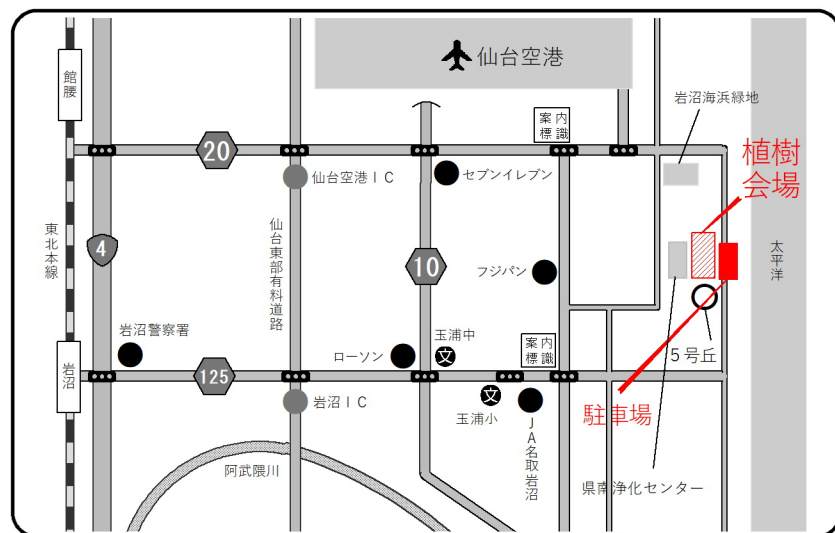 仙台空港
館腰
案内
標識
岩沼海浜緑地
20
植樹
会場
仙台空港IC
セブンイレブン
東北本線
4
仙台東部有料道路
10
フジパン
太平洋
岩沼警察署
ローソン
玉浦中
文
案内
標識
5号丘
岩沼
125
岩沼IC
文
玉浦小
JA名取岩沼
駐車場
阿武隈川
県南浄化センター